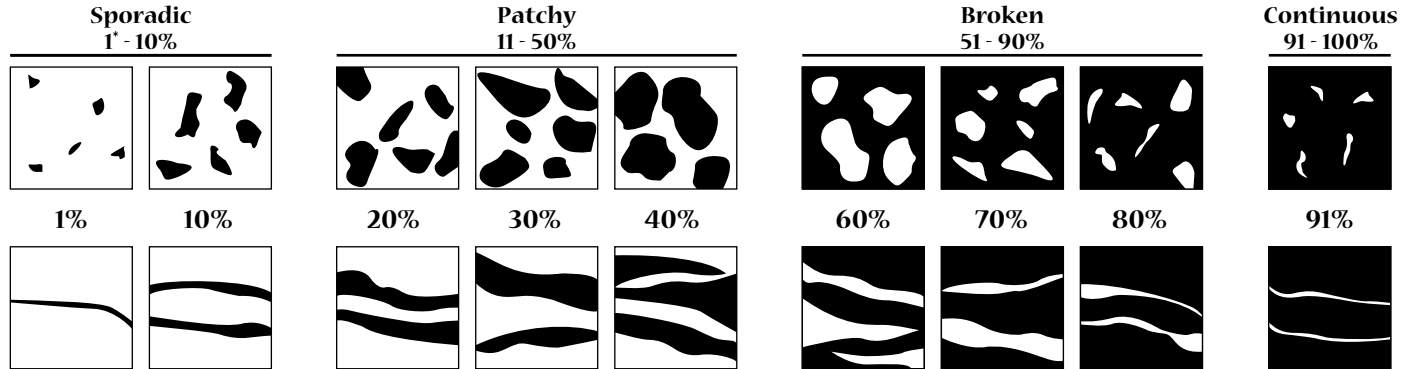 Sporadic
1* - 10%
Patchy
11 - 50%
Broken
51 - 90%
Continuous
91 - 100%
1%
10%
20%
30%
40%
60%
70%
80%
91%